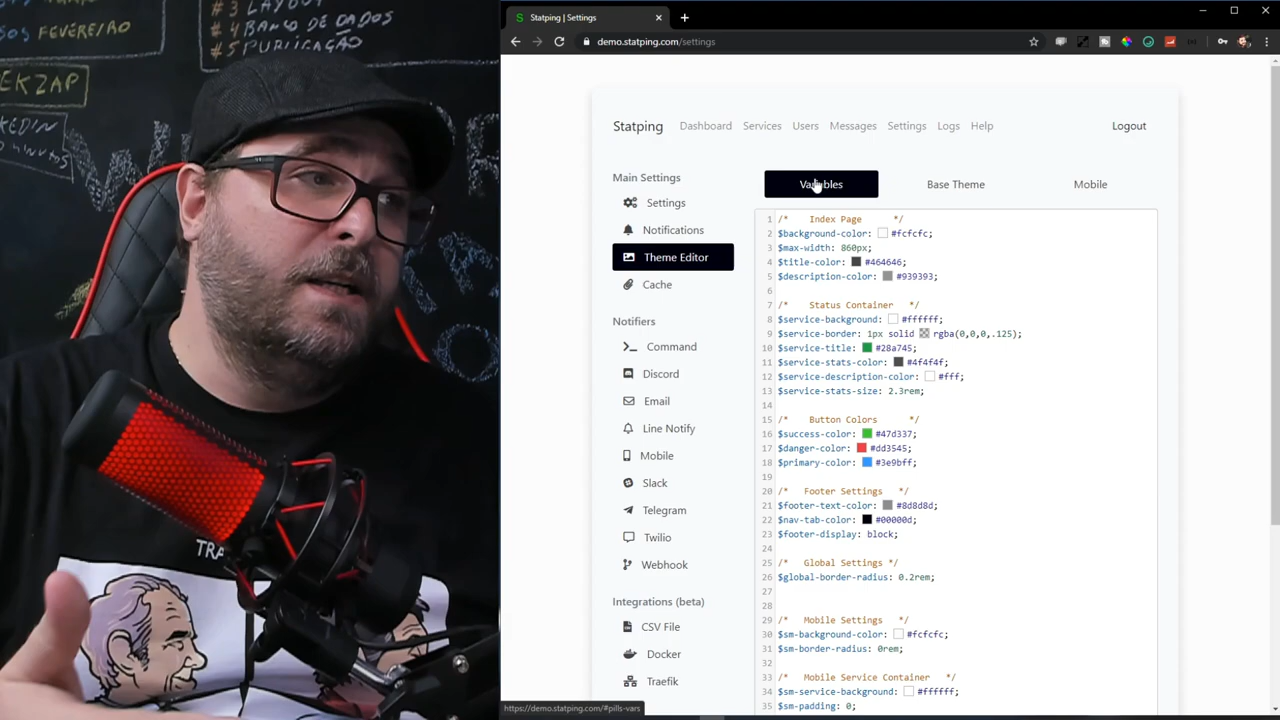 #3 LAYOUT
#4 BANCO DE DADOS
#5 PUBLICAÇÃO
FEVEREIRO
EKZAP
TRA
Statping | Settings
demo.statping.com/settings
Statping
Dashboard
Services
Users
Messages
Settings
Logs
Help
Logout
Main Settings
Settings
Notifications
Theme Editor
Cache
Notifiers
Command
Discord
Email
Line Notify
Mobile
Slack
Telegram
Twilio
Webhook
Integrations (beta)
CSV File
Docker
Traefik
Variables
Base Theme
Mobile
1 /* Index Page */
2 $background-color: #fcfcfc;
3 $max-width: 860px;
4 $title-color: #464646;
5 $description-color: #939393;
6
7 /* Status Container */
8 $service-background: #ffffff;
9 $service-border: 1px solid rgba(0,0,0,.125);
10 $service-title: #28a745;
11 $service-stats-color: #4f4f4f;
12 $service-description-color: #fff;
13 $service-stats-size: 2.3rem;
14
15 /* Button Colors */
16 $success-color: #47d337;
17 $danger-color: #dd3545;
18 $primary-color: #3e9bff;
19
20 /* Footer Settings */
21 $footer-text-color: #8d8d8d;
22 $nav-tab-color: #00000d;
23 $footer-display: block;
24
25 /* Global Settings */
26 $global-border-radius: 0.2rem;
27
28
29 /* Mobile Settings */
30 $sm-background-color: #fcfcfc;
31 $sm-border-radius: 0rem;
32
33 /* Mobile Service Container */
34 $sm-service-background: #ffffff;
35 $sm-padding: 0;
https://demo.statping.com/#pills-vars